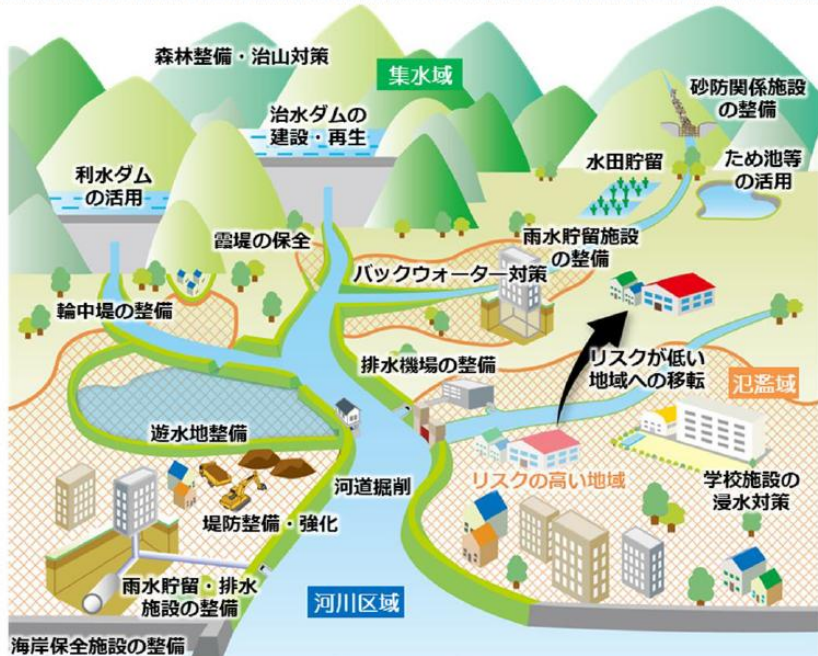 森林整備・治山対策
集水域
砂防関係施設
の整備
治水ダムの
建設・再生
水田貯留
ため池等
の活用
利水ダム
の活用
霞堤の保全
雨水貯留施設
の整備
バックウォーター対策
輪中堤の整備
排水機場の整備
リスクが低い
地域への移転
氾濫域
遊水地整備
河道掘削
リスクの高い地域
学校施設の
浸水対策
堤防整備・強化
雨水貯留・排水
施設の整備
河川区域
海岸保全施設の整備